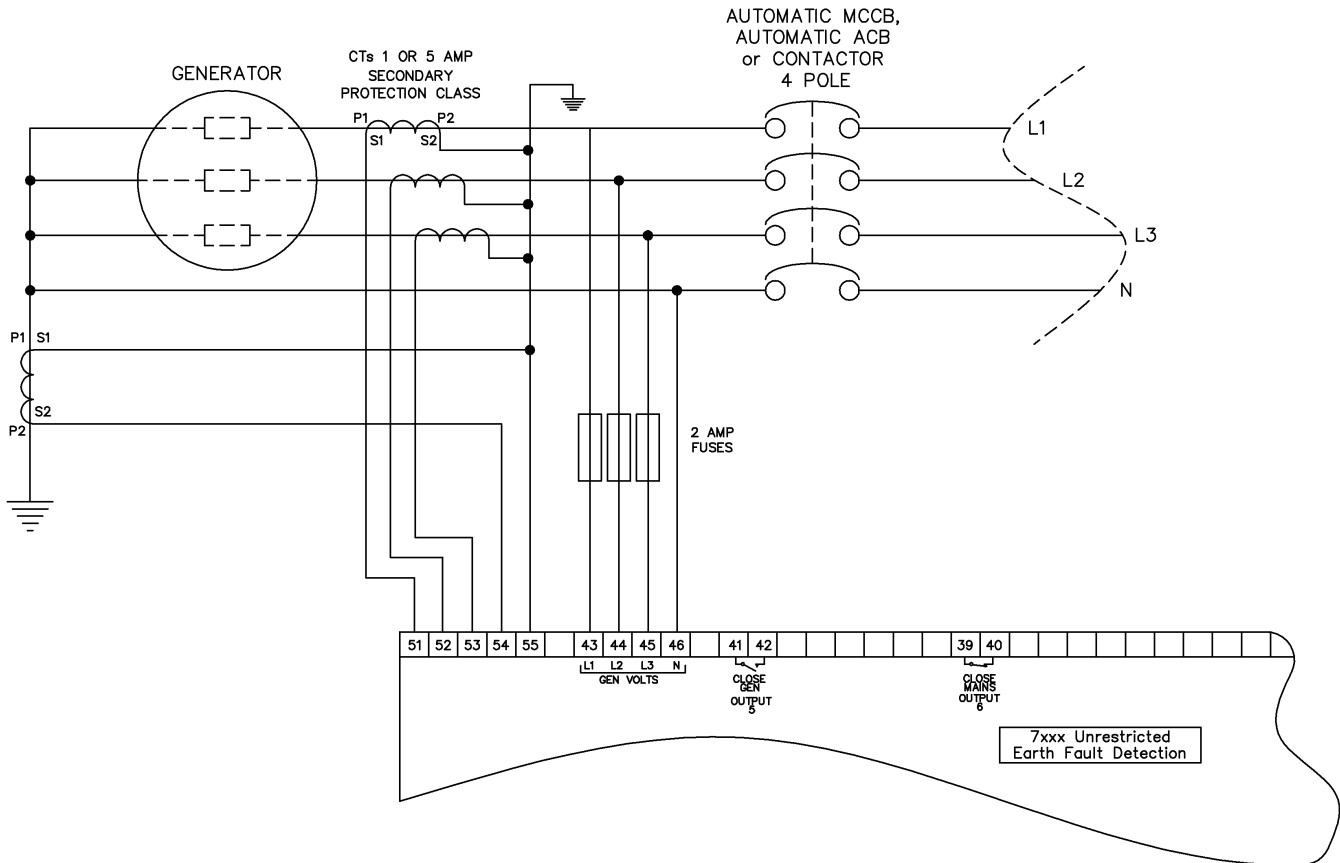 AUTOMATIC MCCB,
AUTOMATIC ACB
or CONTACTOR
4 POLE
CTs 1 OR 5 AMP
SECONDARY
PROTECTION CLASS
GENERATOR
P1
P2
S1
S2
L1
L2
L3
N
P1
S1
S2
P2
2 AMP
FUSES
51 52 53 54 55 43 44 45 46 41 42 39 40
L1 L2 L3 N
GEN VOLTS
CLOSE
GEN
OUTPUT
5
CLOSE
MAINS
OUTPUT
6
7xxx Unrestricted
Earth Fault Detection